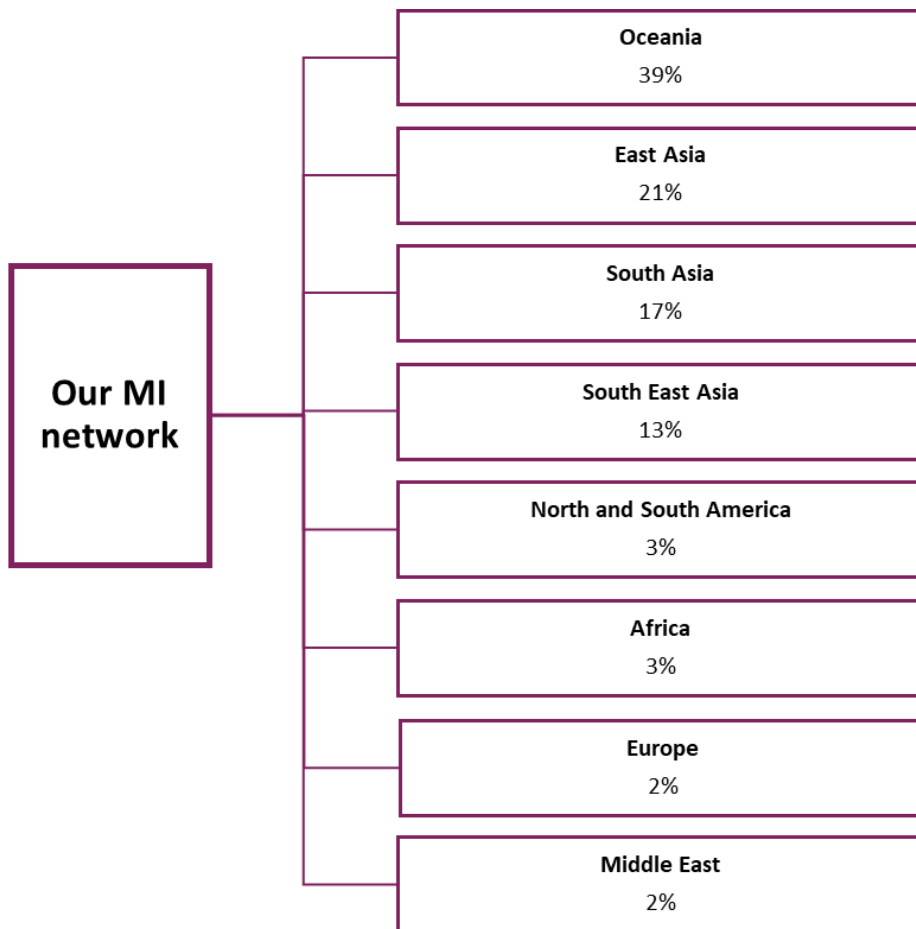 Our MI
network
Oceania
39%
East Asia
21%
South Asia
17%
South East Asia
13%
North and South America
3%
Africa
3%
Europe
2%
Middle East
2%